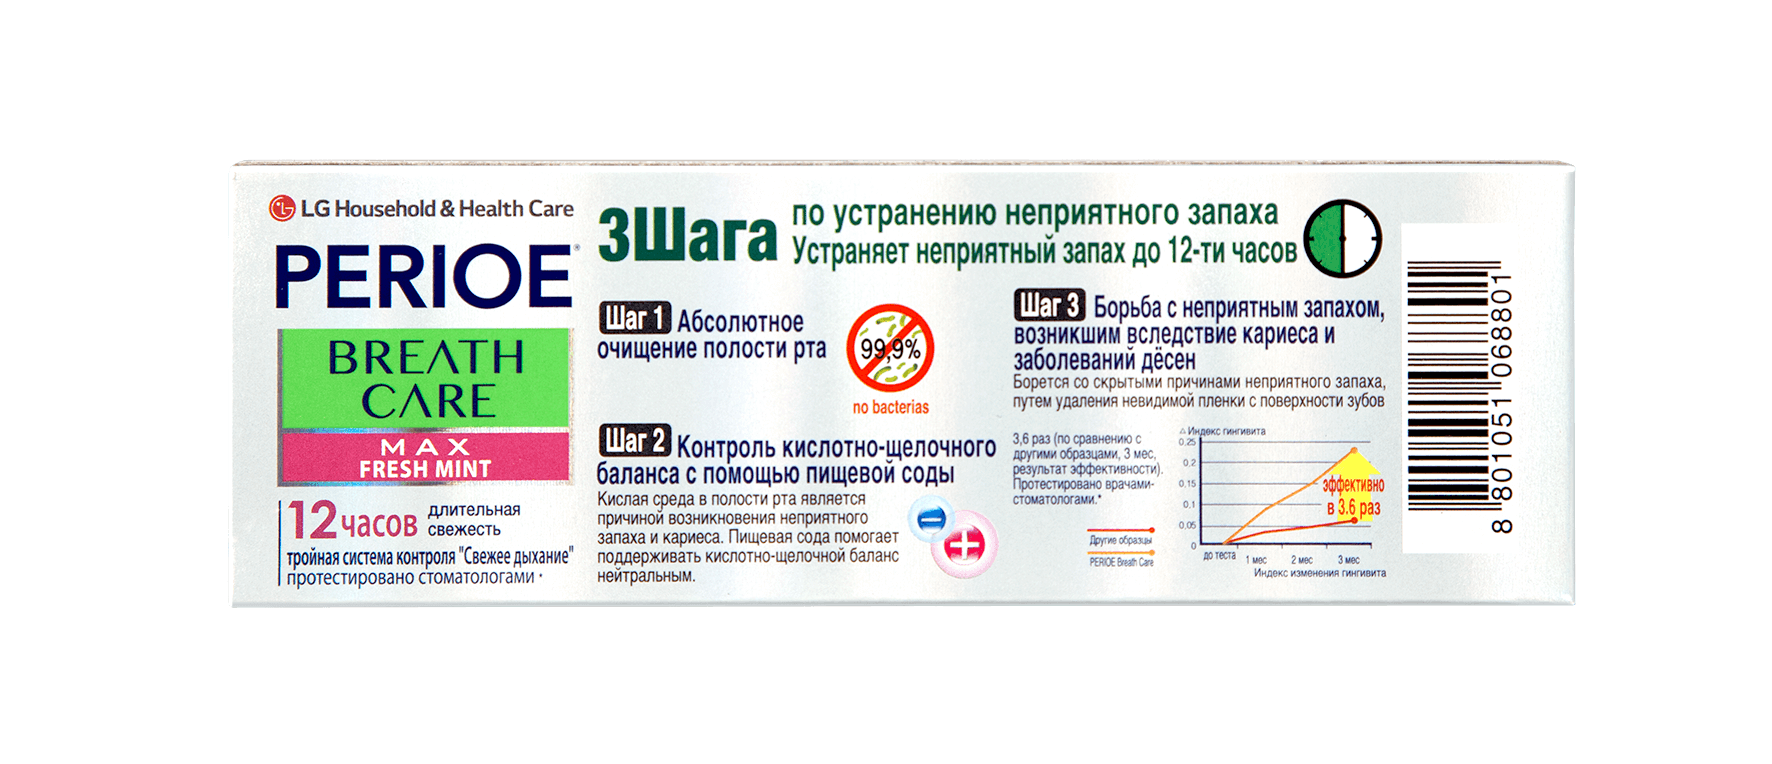 LG Household & Health Care
PERIOE
BREATH
CARE
MAX
FRESH MINT
12 часов
длительная
свежесть
тройная система контроля "Свежее дыхание"
протестировано стоматологами ·
3Шага
по устранению неприятного запаха
Устраняет неприятный запах до 12-ти часов
Шаг 1 Абсолютное
очищение полости рта
99,9%
no bacterias
Шаг 2 Контроль кислотно-щелочного
баланса с помощью пищевой соды
Кислая среда в полости рта является
причиной возникновения неприятного
запаха и кариеса. Пищевая сода помогает
поддерживать кислотно-щелочной баланс
нейтральным.
Шаг 3 Борьба с неприятным запахом,
возникшим вследствие кариеса и
заболеваний дёсен
Борется со скрытыми причинами неприятного запаха,
путем удаления невидимой пленки с поверхности зубов
3,6 раз (по сравнению с
другими образцами, 3 мес,
результат эффективности).
Протестировано врачами-
стоматологами.*
Другие образцы
PERIOE Breath Care
△ Индекс гингивита
0,25
0,2
0,15
0,1
0,05
0
эффективно
в 3.6 раз
до теста 1 мес 2 мес 3 мес
Индекс изменения гингивита
8 801051 068801